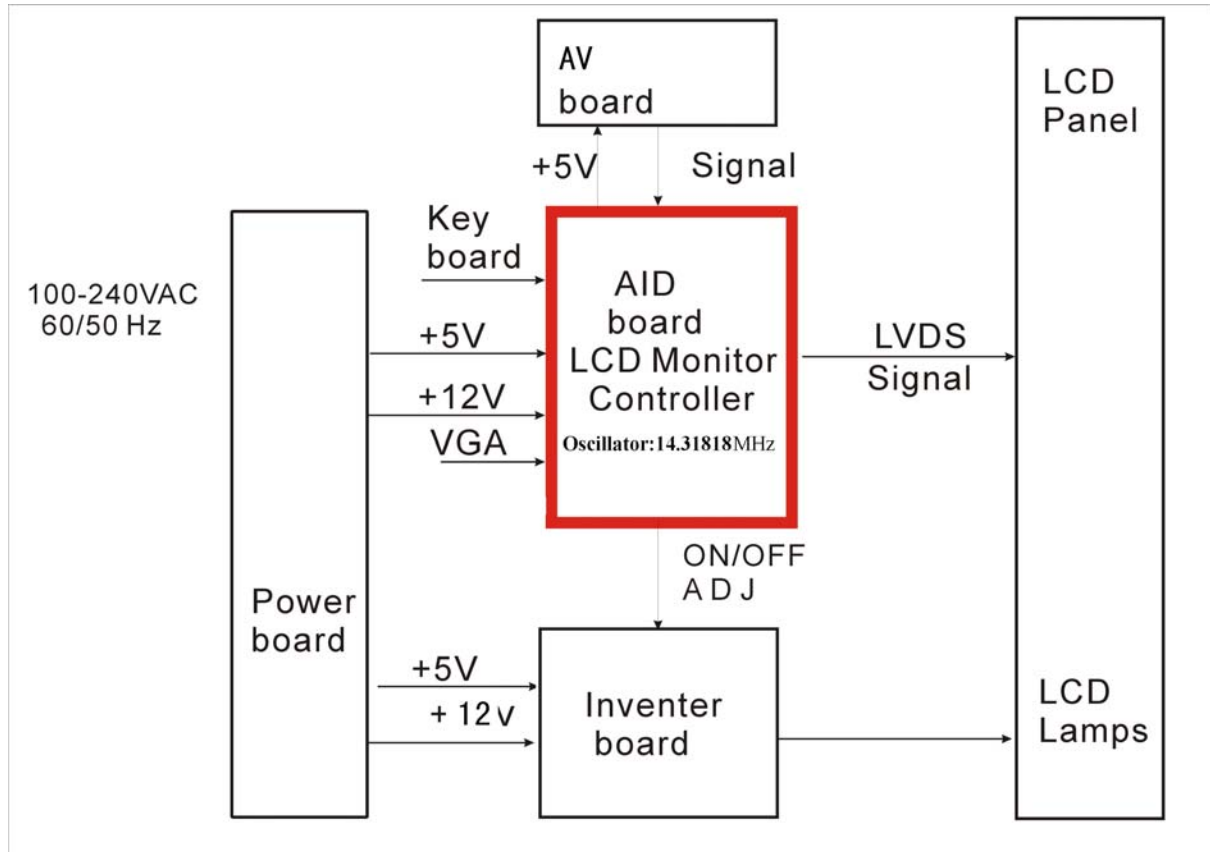 AV
board
+5V
Signal
LCD
Panel
Key
board
100-240VAC
60/50 Hz
+5V
+12V
VGA
AID
board
LCD Monitor
Controller
Oscillator:14.31818MHz
LVDS
Signal
ON/OFF
A D J
Power
board
+5V
+ 12v
Inventer
board
LCD
Lamps